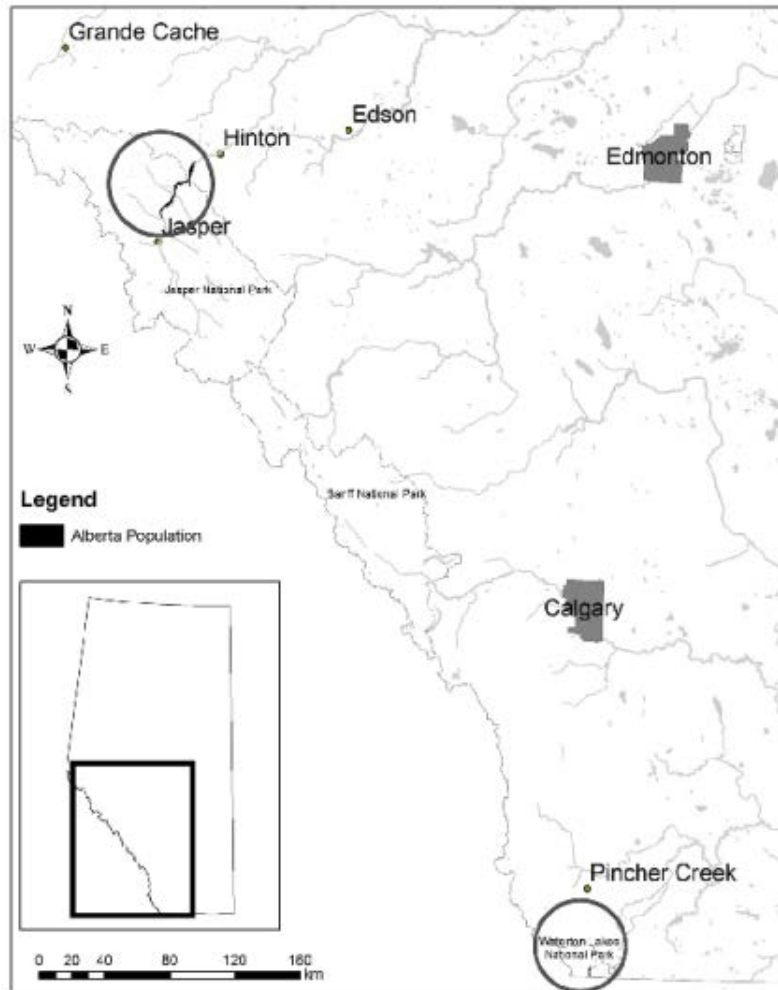 Grande Cache
Hinton
Edson
Edmonton
Jasper
Jasper National Park
N
W
E
S
Banff National Park
Legend
Alberta Population
Calgary
Pincher Creek
Waterton Lakes
National Park
0 20 40 80 120 160
km